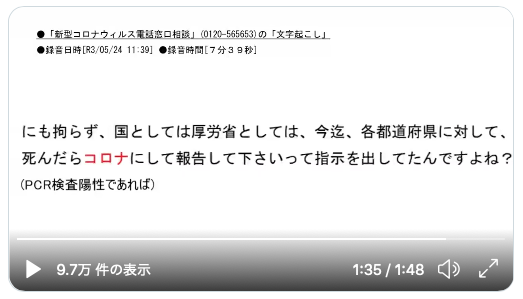 ●「新型コロナウィルス電話窓口相談」(0120-565653)の「文字起こし」
●録音日時[R3/05/24 11:39] ●録音時間[７分３９秒]
にも拘らず、国としては厚労省としては、今迄、各都道府県に対して、
死んだらコロナにして報告して下さいって指示を出してたんですよね？
(PCR検査陽性であれば)
9.7万 件の表示 1:35 / 1:48